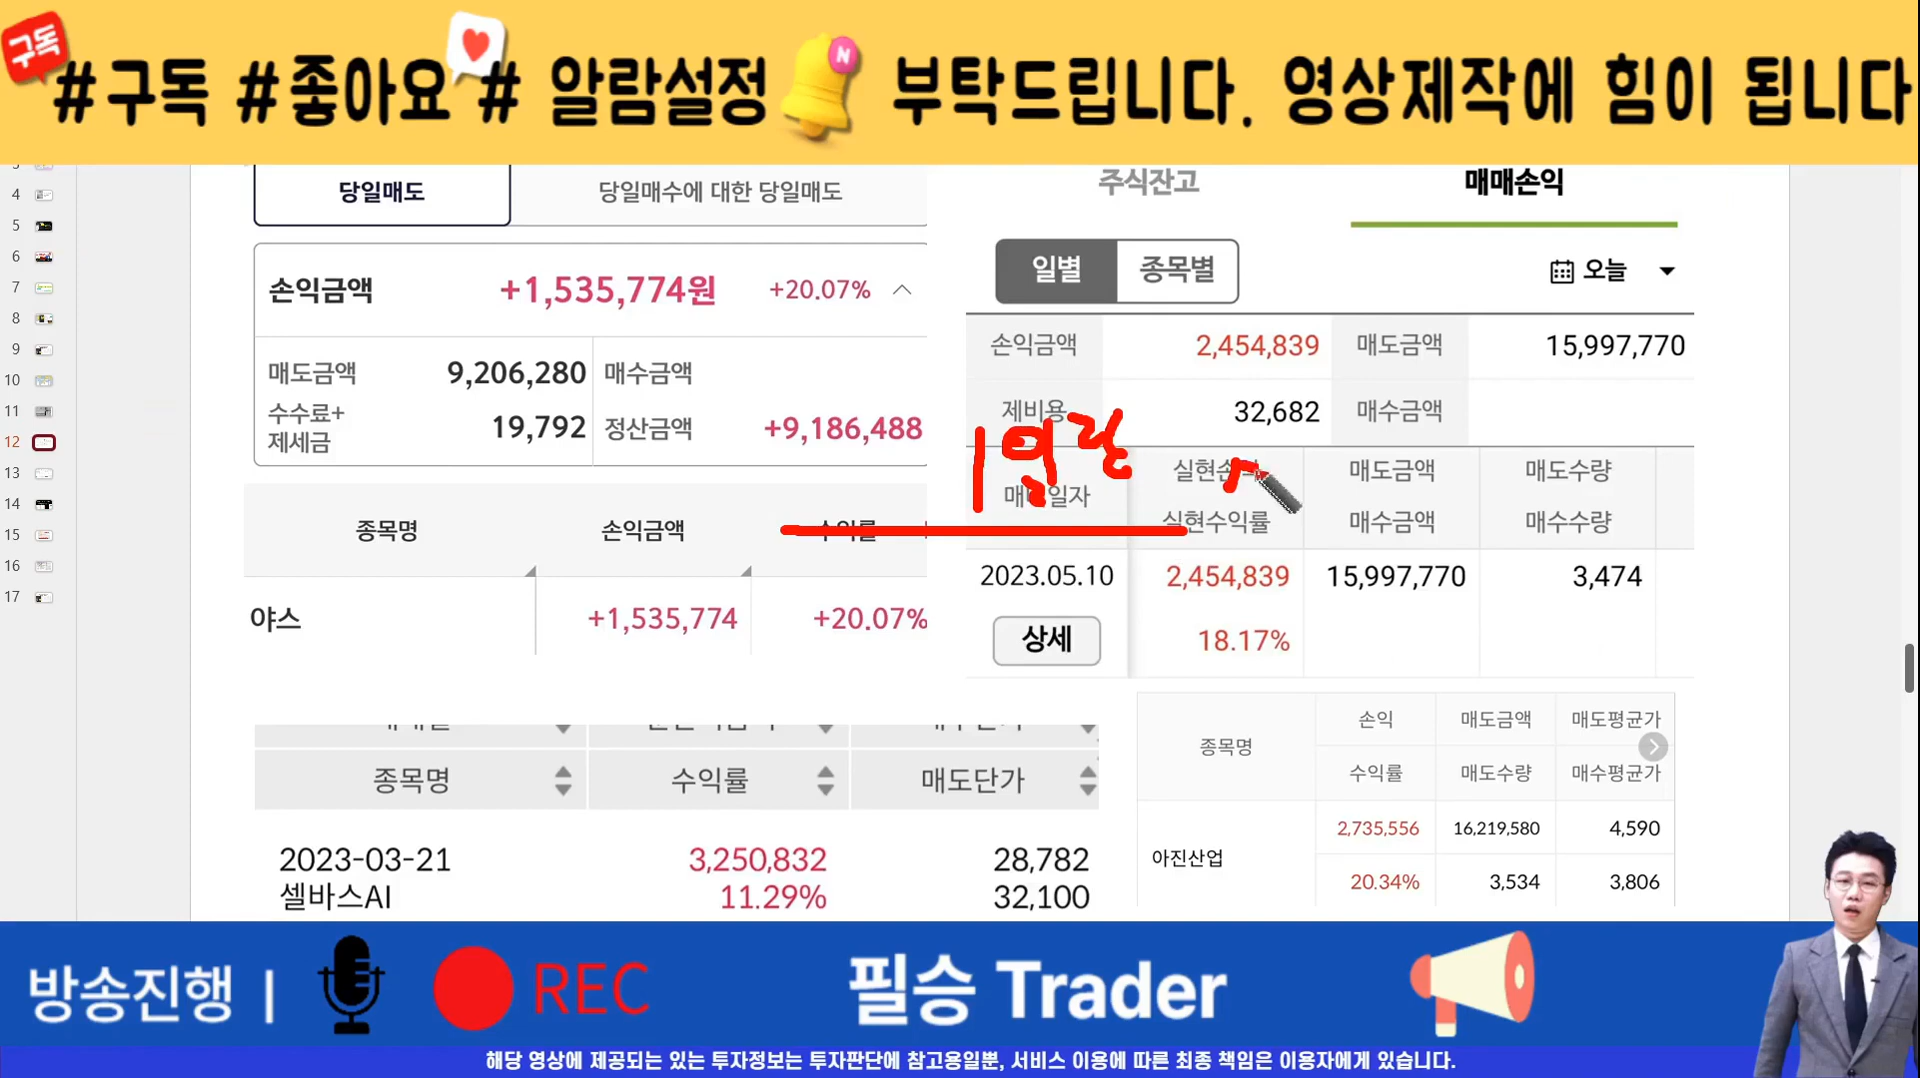 구독
#구독 #좋아요 # 알람설정 N 부탁드립니다. 영상제작에 힘이 됩니다
4
5
6
7
8
9
10
11
12
13
14
15
16
17
당일매도 당일매수에 대한 당일매도
손익금액 +1,535,774원 +20.07%
매도금액 9,206,280 매수금액
수수료+
제세금 19,792 정산금액 +9,186,488
종목명 손익금액 수익률
야스 +1,535,774 +20.07%
주식잔고 매매손익
일별 종목별 오늘
손익금액 2,454,839 매도금액 15,997,770
제비용 32,682 매수금액
매매일자 실현손익 매도금액 매도수량
실현수익률 매수금액 매수수량
2023.05.10 2,454,839 15,997,770 3,474
상세 18.17%
종목명 수익률 매도단가
2023-03-21 3,250,832 28,782
셀바스AI 11.29% 32,100
종목명 손익 매도금액 매도평균가
수익률 매도수량 매수평균가
아진산업 2,735,556 16,219,580 4,590
20.34% 3,534 3,806
방송진행 | REC 필승 Trader
해당 영상에 제공되는 있는 투자정보는 투자판단에 참고용일뿐, 서비스 이용에 따른 최종 책임은 이용자에게 있습니다.